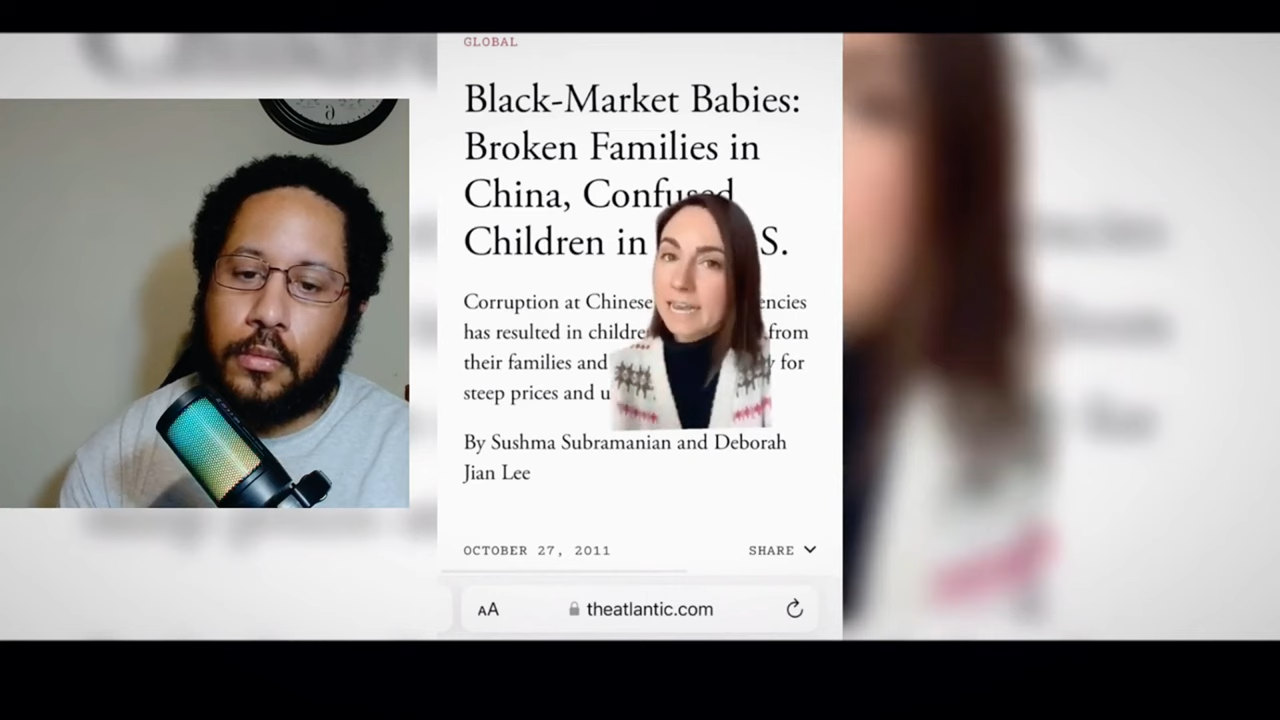 GLOBAL
Black-Market Babies:
Broken Families in
China, Confused
Children in S.
Corruption at Chinese encies
has resulted in childre from
their families and for
steep prices and u
By Sushma Subramanian and Deborah
Jian Lee
OCTOBER 27, 2011
SHARE
AA
theatlantic.com